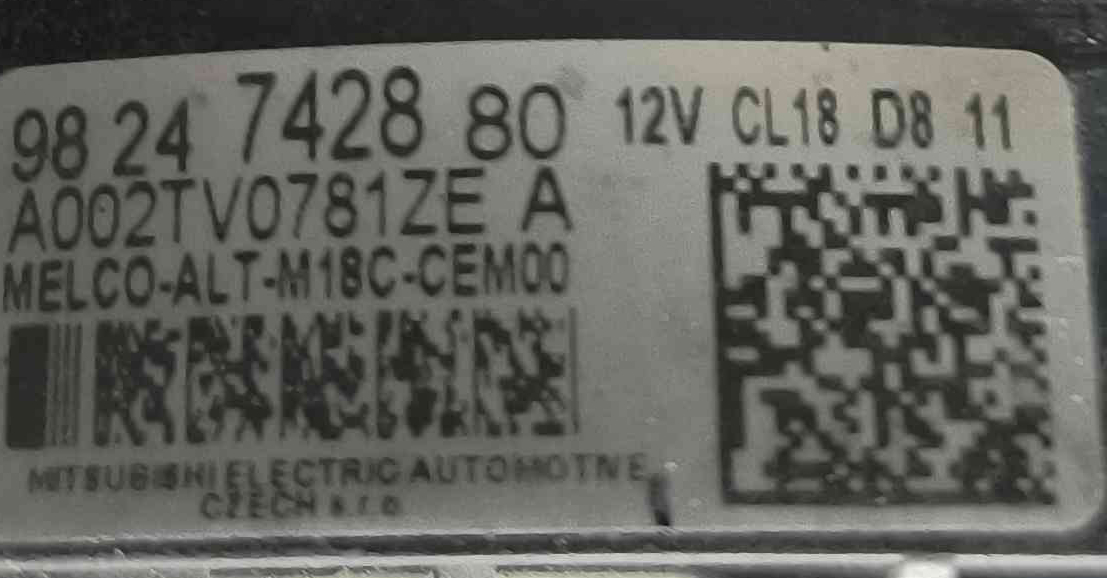 98 24 7428 80 12V CL18 D8 11
A002TV0781ZE A
MELCO-ALT-M18C-CEM00
MITSUBISHI ELECTRIC AUTOMOTIVE
CZECH s.r.o.